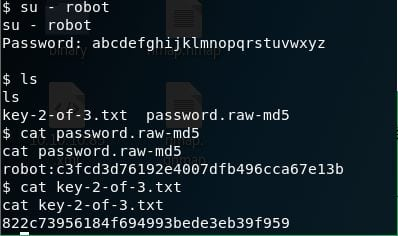 $ su - robot
su - robot
Password: abcdefghijklmnopqrstuvwxyz
$ ls
ls
key-2-of-3.txt  password.raw-md5
$ cat password.raw-md5
cat password.raw-md5
robot:c3fcd3d76192e4007dfb496cca67e13b
$ cat key-2-of-3.txt
cat key-2-of-3.txt
822c73956184f694993bede3eb39f959